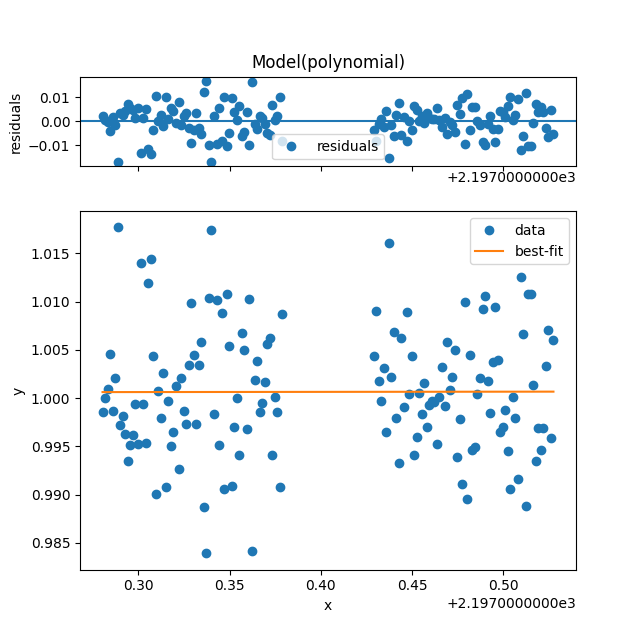 Model(polynomial)
residuals
0.01
0.00
−0.01
residuals
+2.1970000000e3
y
1.015
1.010
1.005
1.000
0.995
0.990
0.985
data
best-fit
0.30 0.35 0.40 0.45 0.50
x
+2.1970000000e3